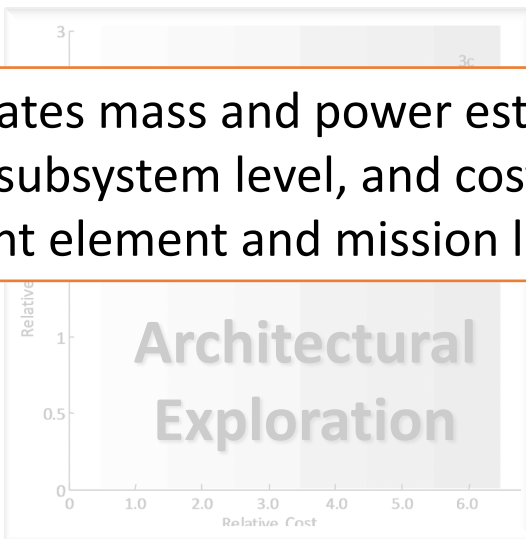 3
3c
ates mass and power est
subsystem level, and cos
nt element and mission l
Relative
1
Architectural
0.5
Exploration
0
0 1.0 2.0 3.0 4.0 5.0 6.0
Relative Cost